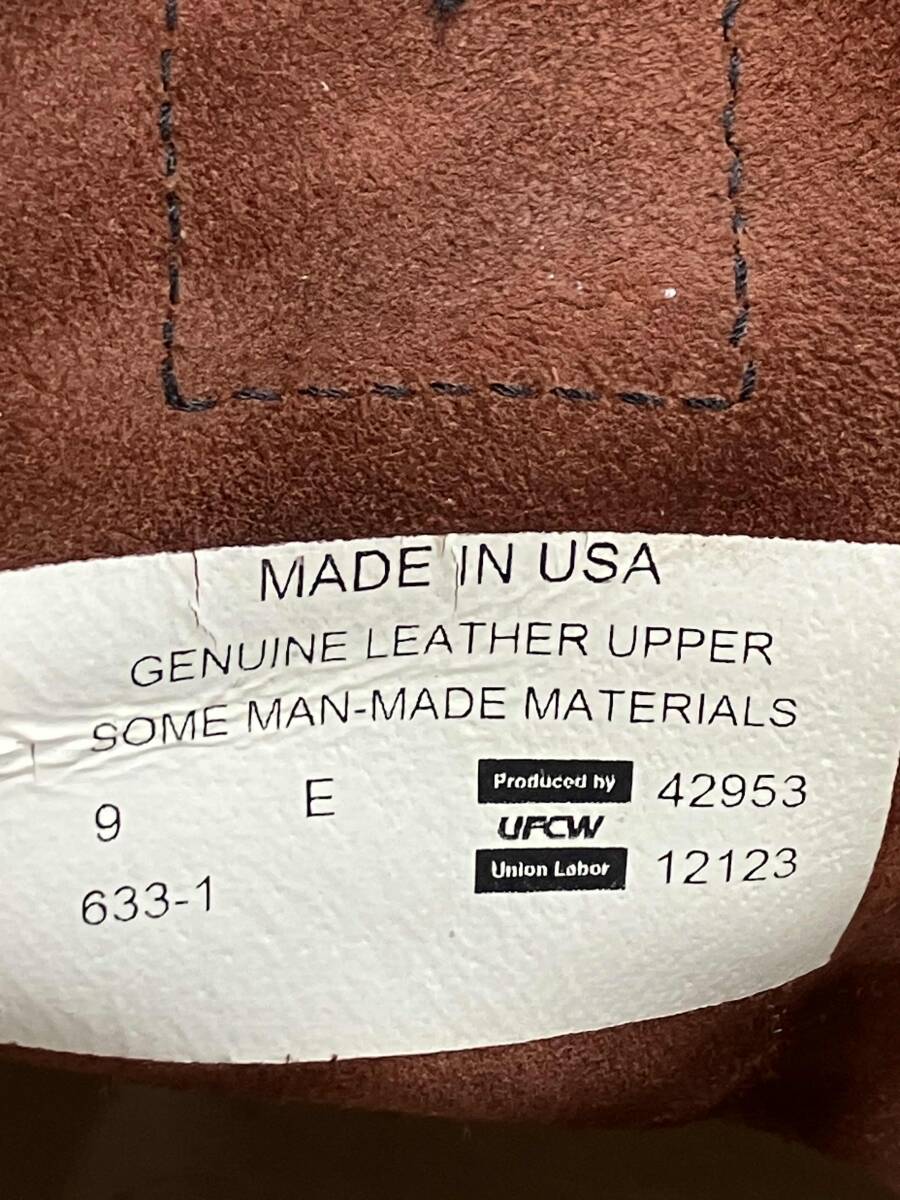 MADE IN USA
GENUINE LEATHER UPPER
SOME MAN-MADE MATERIALS
9 E Produced by 42953
UFCW
633-1 Union Labor 12123